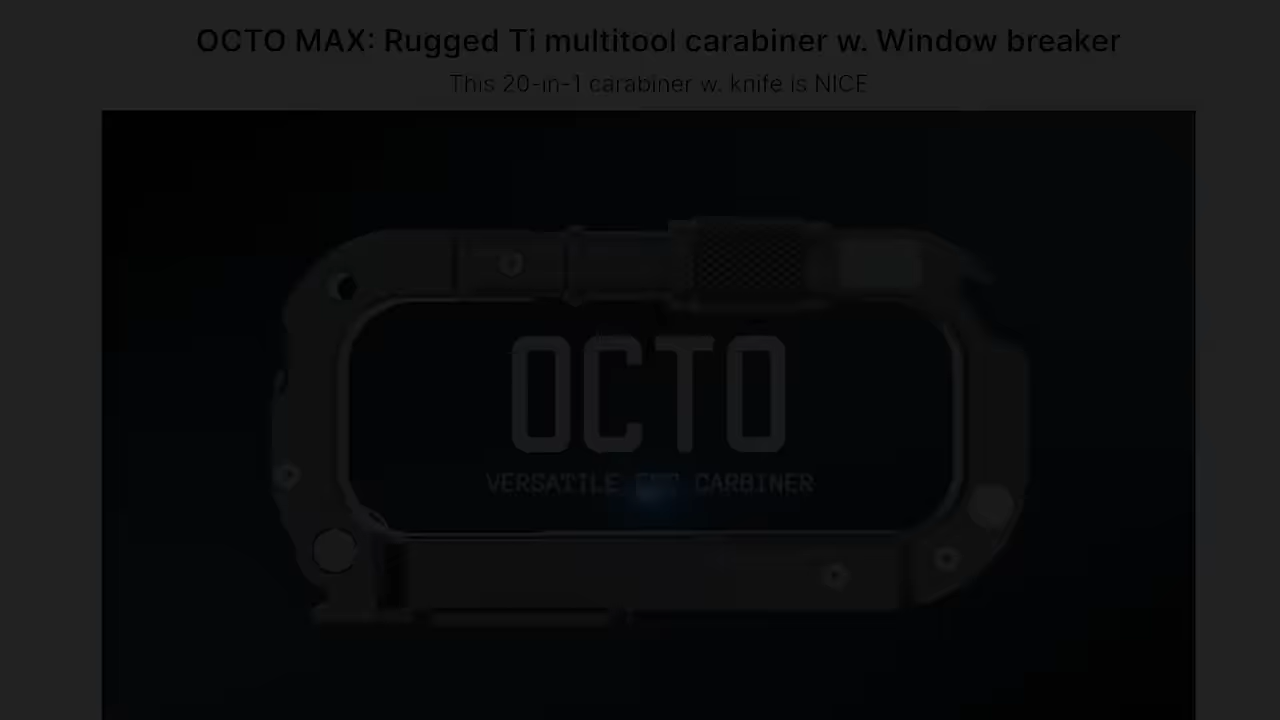 OCTO MAX: Rugged Ti multitool carabiner w. Window breaker
This 20-in-1 carabiner w. knife is NICE
OCTO
VERSATILE CARBINER